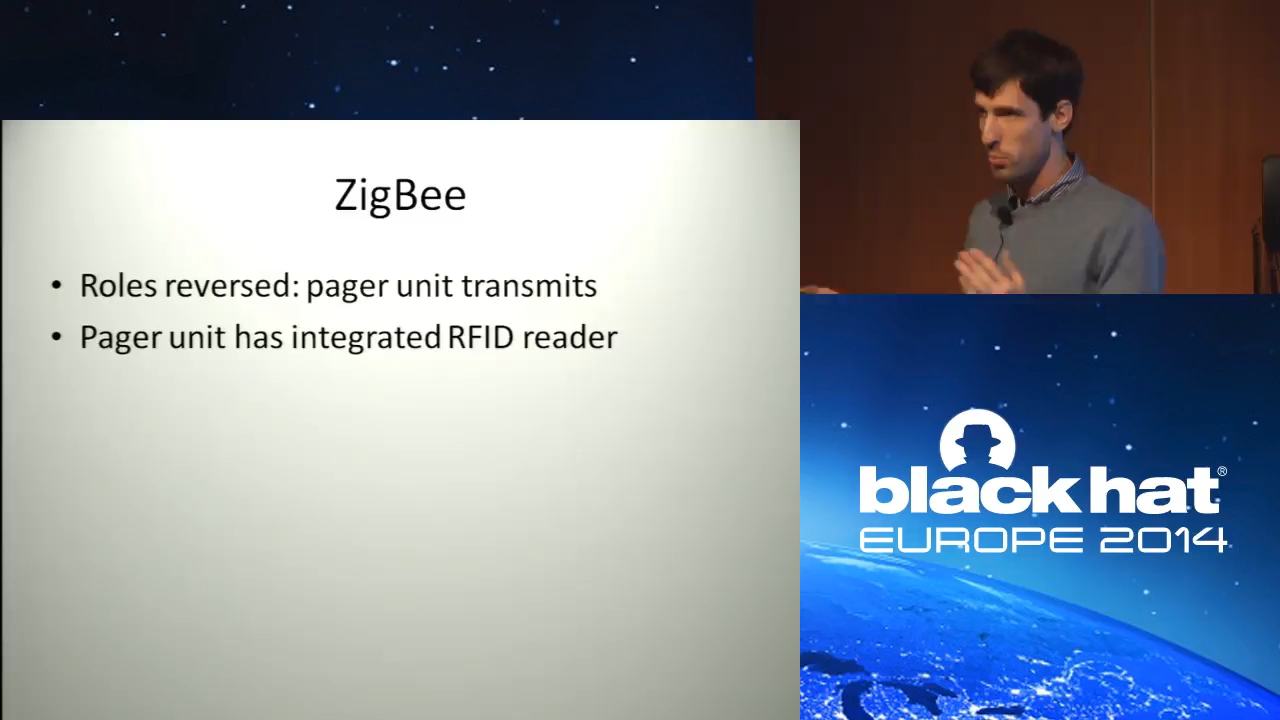 ZigBee
• Roles reversed: pager unit transmits
• Pager unit has integrated RFID reader
black hat®
EUROPE 2014